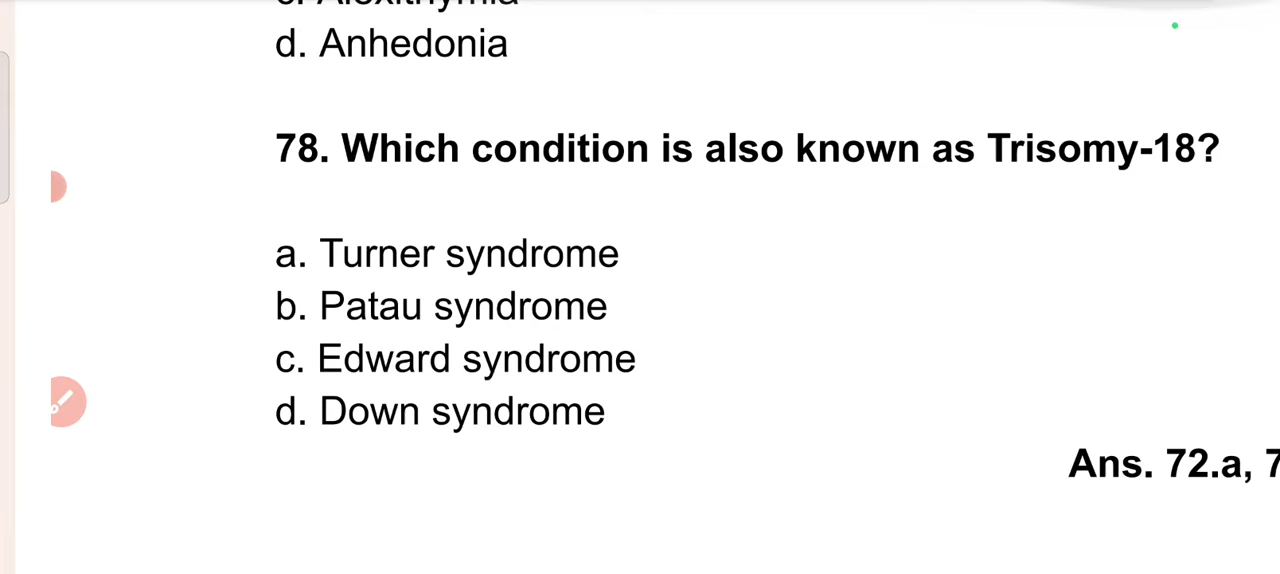 d. Anhedonia
78. Which condition is also known as Trisomy-18?
a. Turner syndrome
b. Patau syndrome
c. Edward syndrome
d. Down syndrome
Ans. 72.a, 7